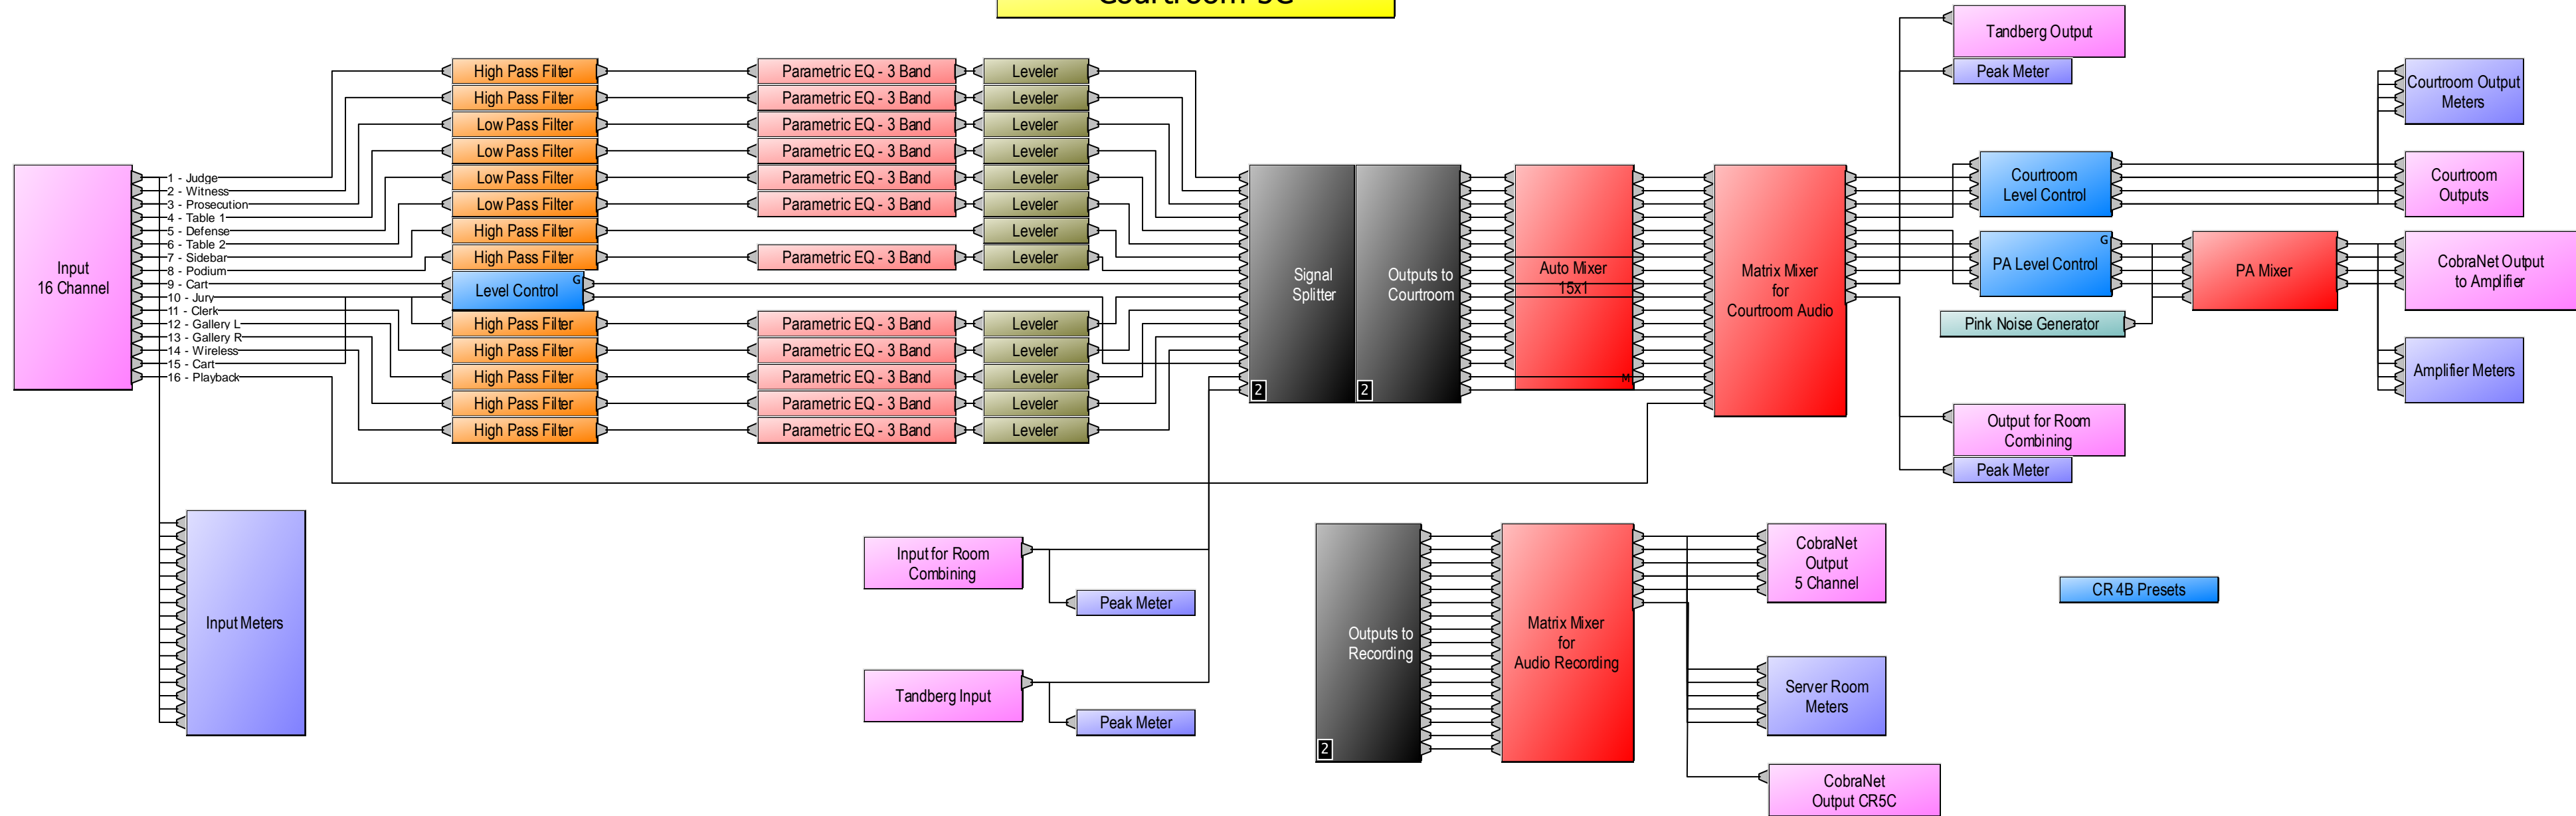 Courtroom 5C
Tandberg Output
Peak Meter
Courtroom Output
Meters
High Pass Filter
Parametric EQ - 3 Band
Leveler
High Pass Filter
Parametric EQ - 3 Band
Leveler
Low Pass Filter
Parametric EQ - 3 Band
Leveler
Low Pass Filter
Parametric EQ - 3 Band
Leveler
Low Pass Filter
Parametric EQ - 3 Band
Leveler
Low Pass Filter
Parametric EQ - 3 Band
Leveler
High Pass Filter
Leveler
High Pass Filter
Parametric EQ - 3 Band
Leveler
Level Control
G
High Pass Filter
Parametric EQ - 3 Band
Leveler
High Pass Filter
Parametric EQ - 3 Band
Leveler
High Pass Filter
Parametric EQ - 3 Band
Leveler
High Pass Filter
Parametric EQ - 3 Band
Leveler
High Pass Filter
Parametric EQ - 3 Band
Leveler
Input
16 Channel
1 - Judge
2 - Witness
3 - Prosecution
4 - Table 1
5 - Defense
6 - Table 2
7 - Sidebar
8 - Podium
9 - Cart
10 - Jury
11 - Clerk
12 - Gallery L
13 - Gallery R
14 - Wireless
15 - Cart
16 - Playback
Signal
Splitter
2
Outputs to
Courtroom
2
Auto Mixer
15x1
M
Matrix Mixer
for
Courtroom Audio
Courtroom
Level Control
Courtroom
Outputs
G
PA Level Control
PA Mixer
CobraNet Output
to Amplifier
Pink Noise Generator
Amplifier Meters
Output for Room
Combining
Peak Meter
Input Meters
Input for Room
Combining
Peak Meter
Tandberg Input
Peak Meter
Outputs to
Recording
2
Matrix Mixer
for
Audio Recording
CobraNet
Output
5 Channel
Server Room
Meters
CobraNet
Output CR5C
CR 4B Presets